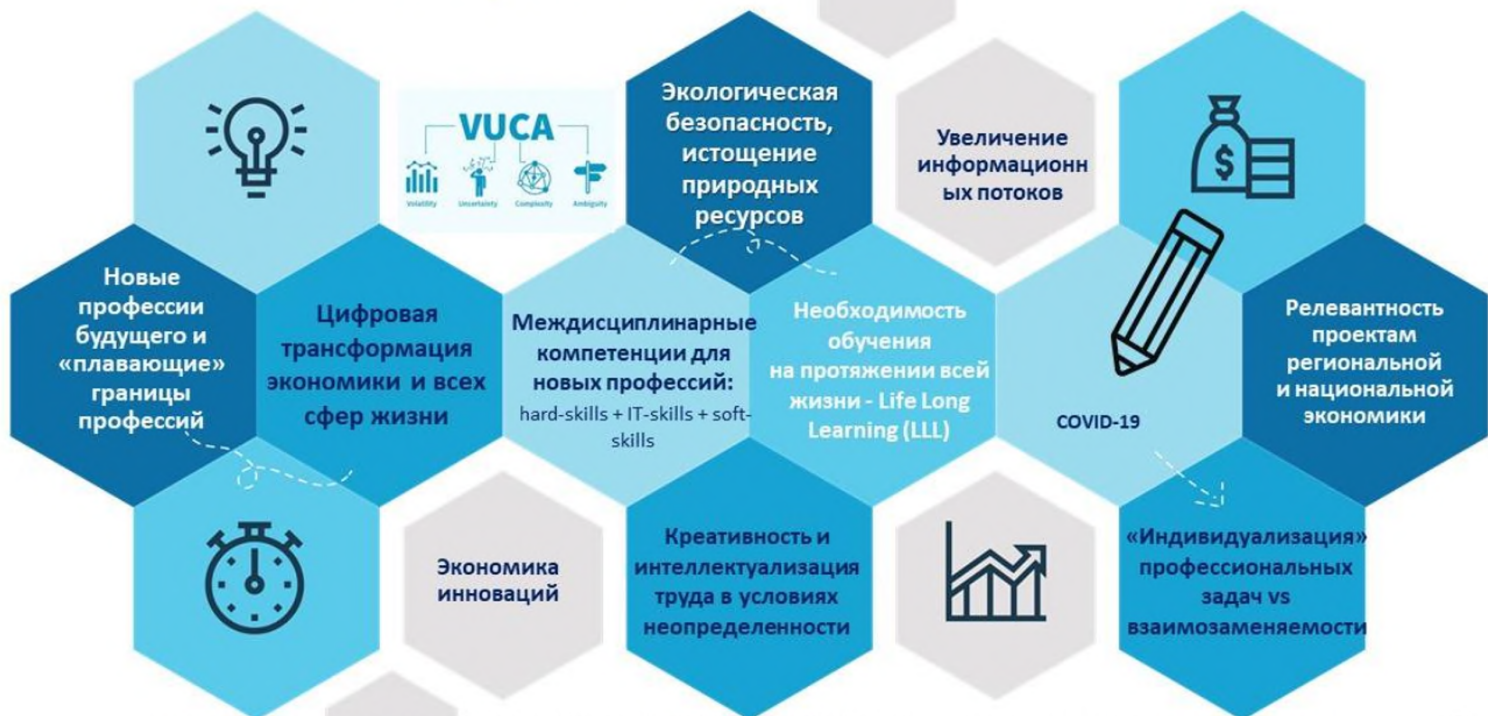 VUCA
Volatility
Uncertainty
Complexity
Ambiguity
Экологическая
безопасность,
истощение
природных
ресурсов
Увеличение
информационн
ых потоков
$
Новые
профессии
будущего и
«плавающие»
границы
профессий
Цифровая
трансформация
экономики и всех
сфер жизни
Междисциплинарные
компетенции для
новых профессий:
hard-skills + IT-skills + soft-
skills
Необходимость
обучения
на протяжении всей
жизни - Life Long
Learning (LLL)
COVID-19
Релевантность
проектам
региональной
и национальной
экономики
Экономика
инноваций
Креативность и
интеллектуализация
труда в условиях
неопределенности
«Индивидуализация»
профессиональных
задач vs
взаимозаменяемости